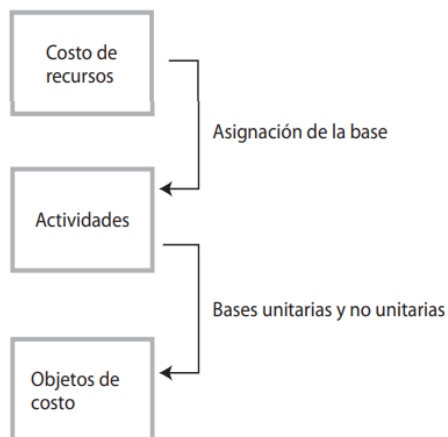 Costo de
recursos
Asignación de la base
Actividades
Bases unitarias y no unitarias
Objetos de
costo